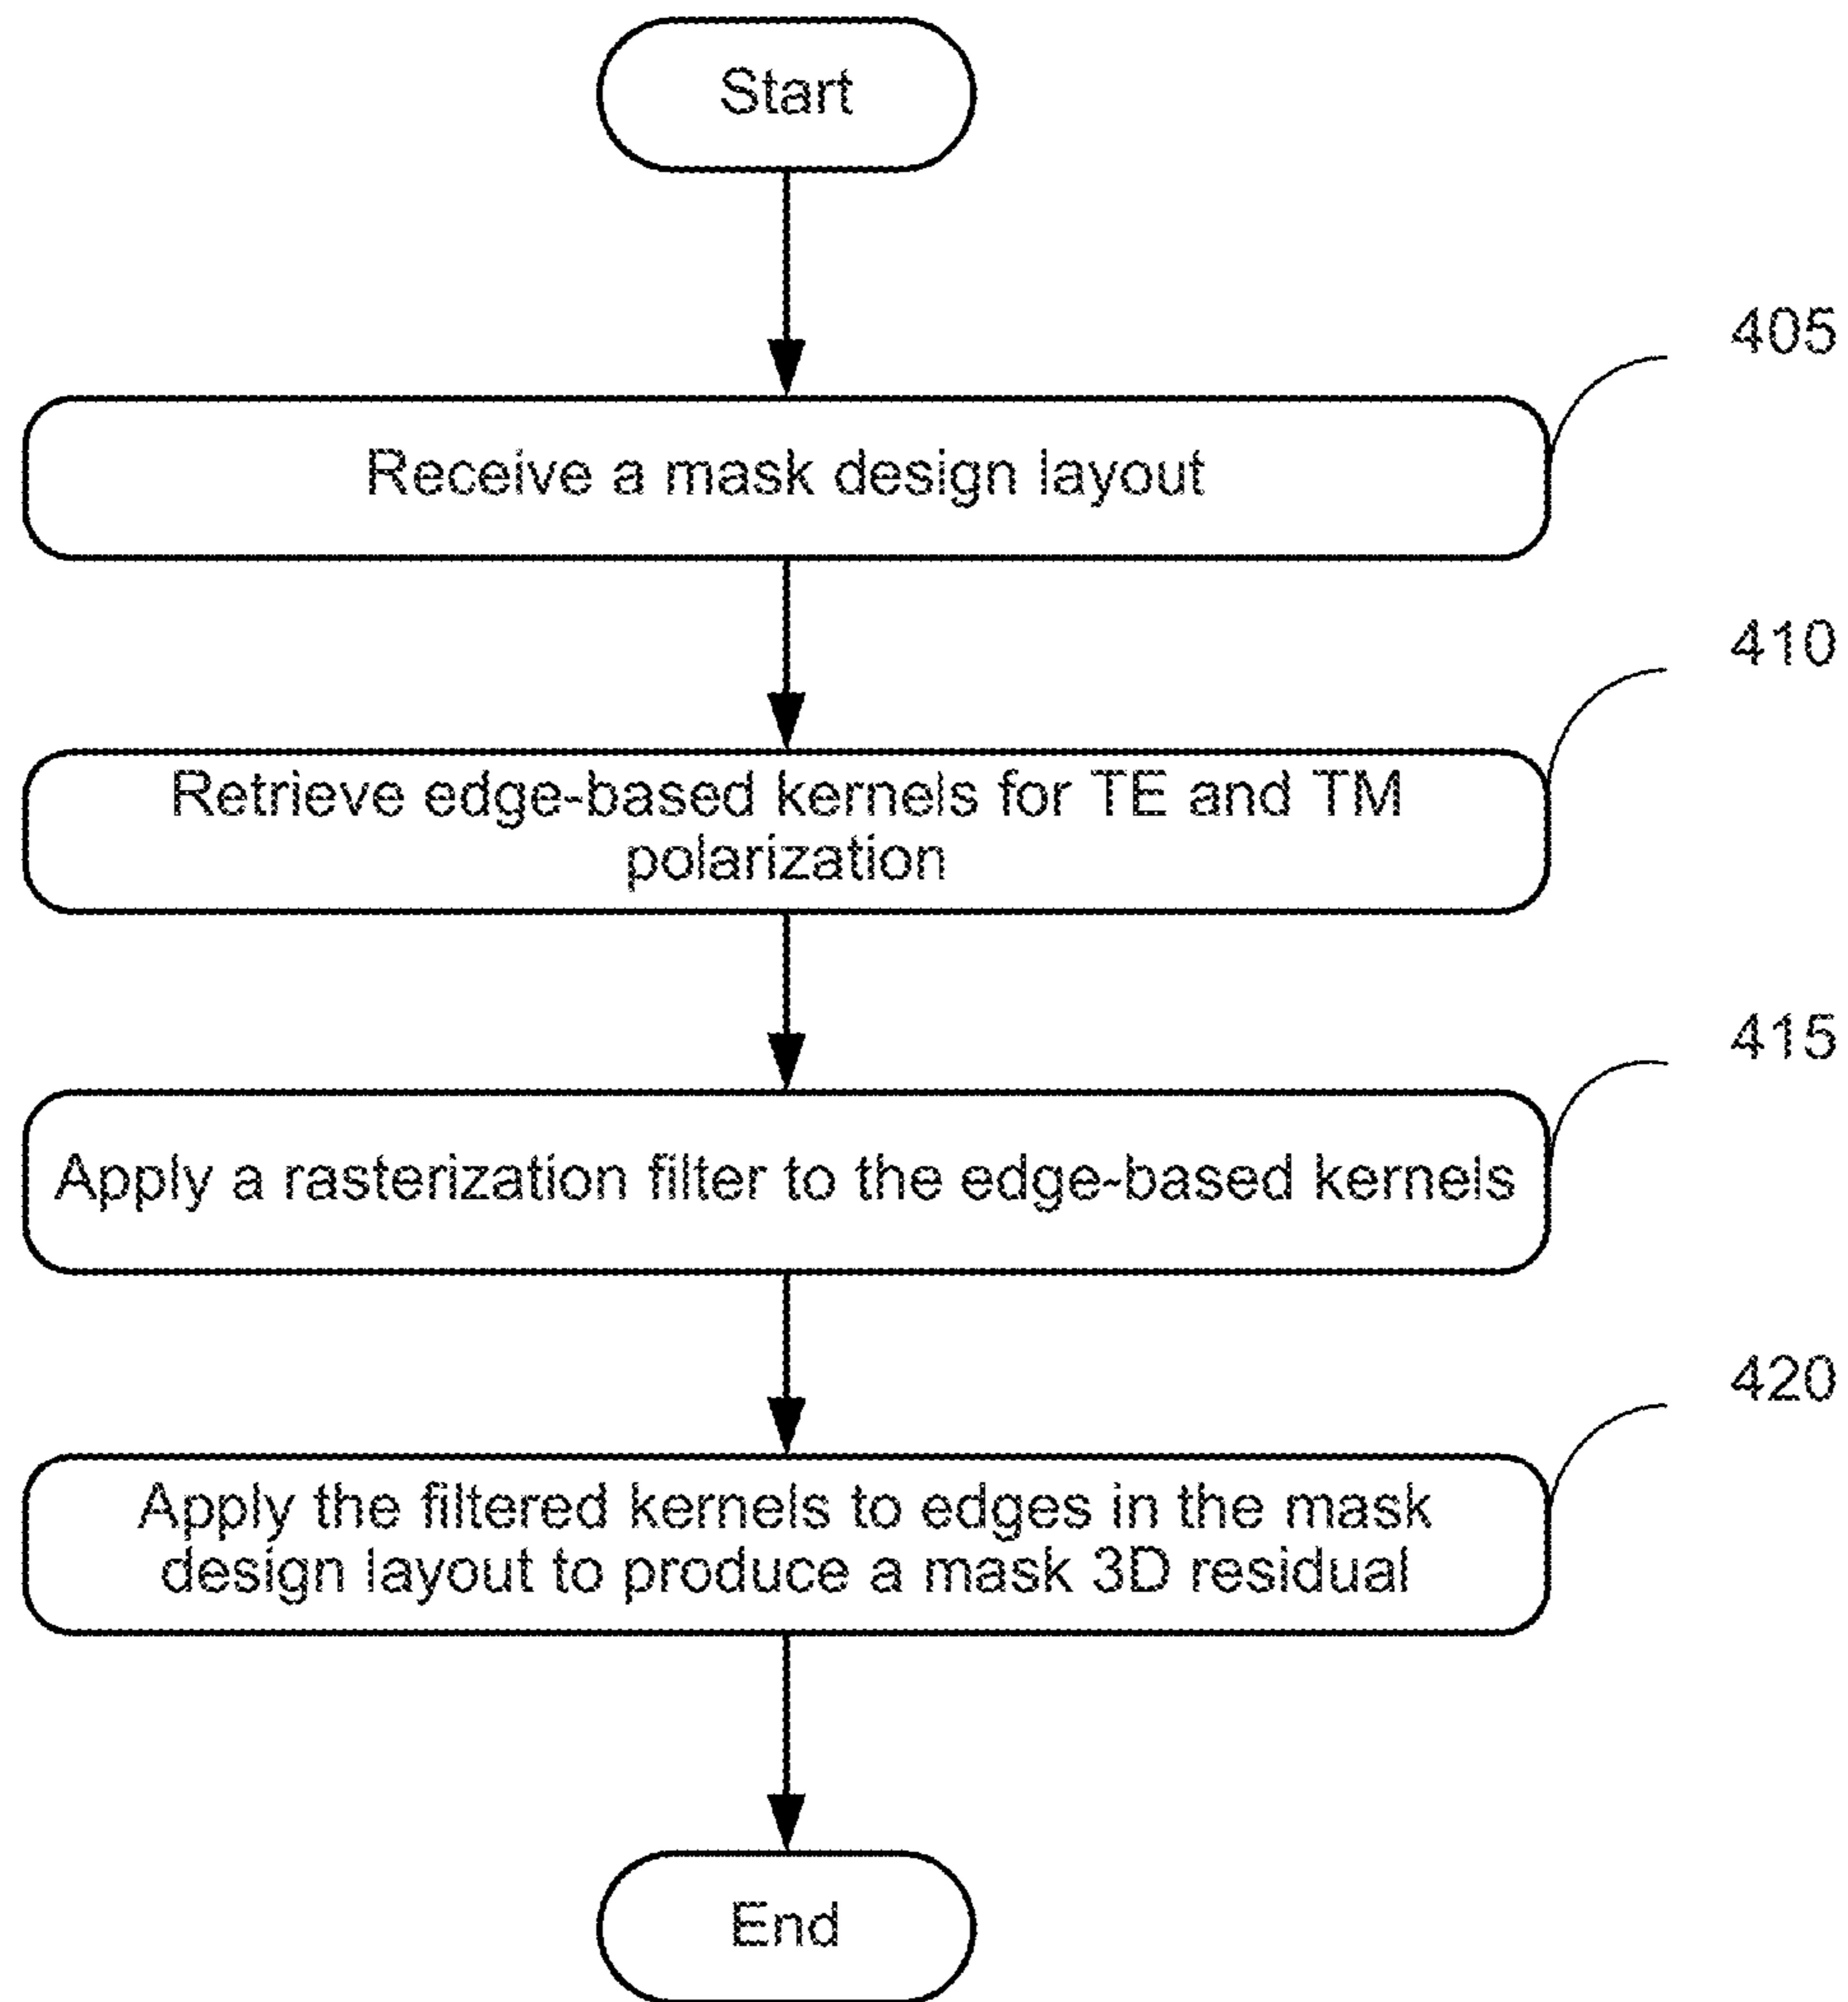 Start
405
Receive a mask design layout
410
Retrieve edge-based kernels for TE and TM
polarization
415
Apply a rasterization filter to the edge-based kernels
420
Apply the filtered kernels to edges in the mask
design layout to produce a mask 3D residual
End